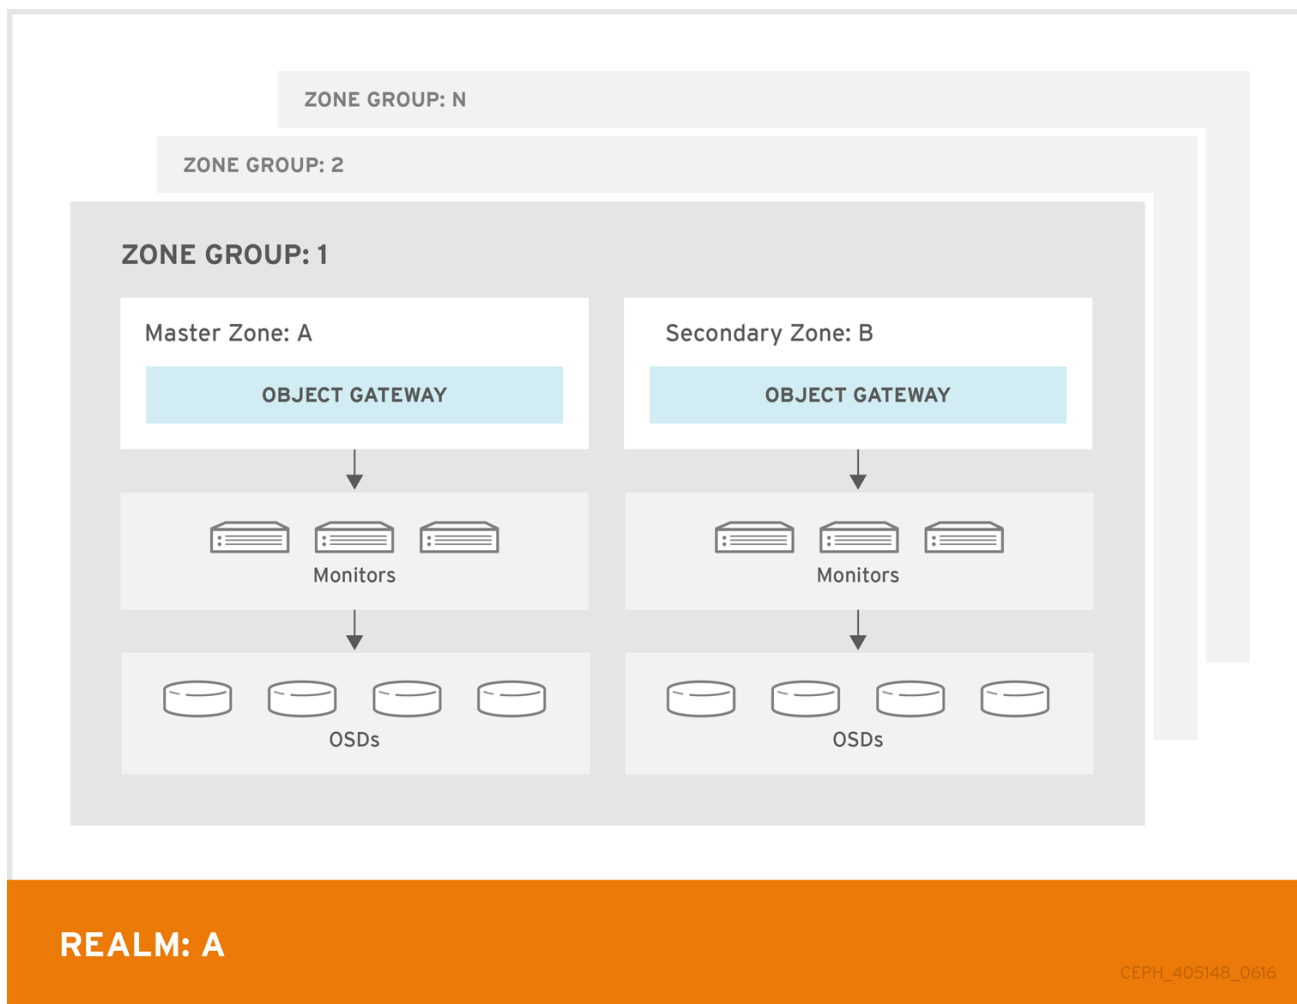 ZONE GROUP: N
ZONE GROUP: 2
ZONE GROUP: 1
Master Zone: A
OBJECT GATEWAY
Monitors
OSDs
Secondary Zone: B
OBJECT GATEWAY
Monitors
OSDs
REALM: A
CEPH_405148_0616